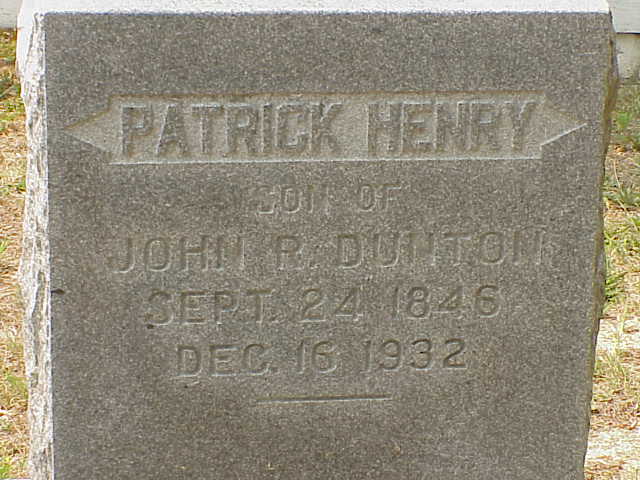 PATRICK HENRY
SON OF
JOHN R. DUNTON
SEPT. 24 1846
DEC. 16 1932